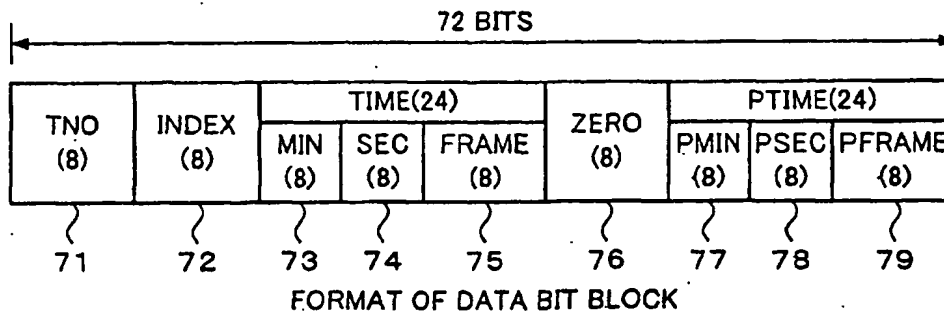 72 BITS
TIME(24) PTIME(24)
TNO INDEX ZERO
MIN SEC FRAME PMIN PSEC PFRAME
(8) (8) (8) (8) (8) (8) (8) (8) (8)
71 72 73 74 75 76 77 78 79
FORMAT OF DATA BIT BLOCK